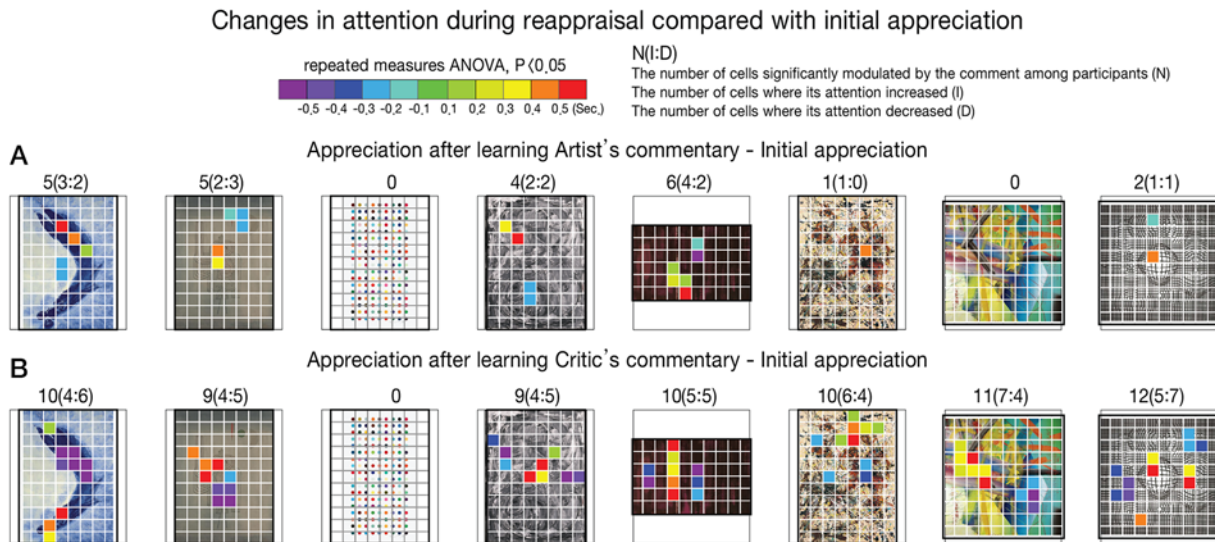 Changes in attention during reappraisal compared with initial appreciation
repeated measures ANOVA, P<0.05
-0.5 -0.4 -0.3 -0.2 -0.1 0.1 0.2 0.3 0.4 0.5 (Sec.)
N(I:D)
The number of cells significantly modulated by the comment among participants (N)
The number of cells where its attention increased (I)
The number of cells where its attention decreased (D)
A
Appreciation after learning Artist's commentary - Initial appreciation
5(3:2) 5(2:3) 0 4(2:2) 6(4:2) 1(1:0) 0 2(1:1)
B
Appreciation after learning Critic's commentary - Initial appreciation
10(4:6) 9(4:5) 0 9(4:5) 10(5:5) 10(6:4) 11(7:4) 12(5:7)